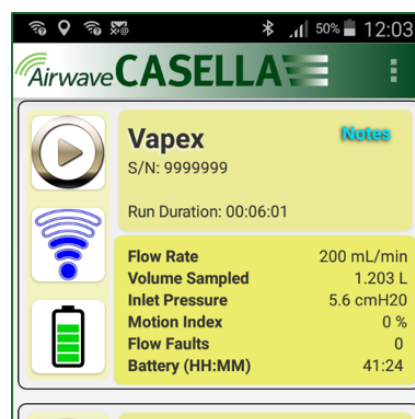 50% 12:03
Airwave CASELLA
Vapex Notes
S/N: 9999999
Run Duration: 00:06:01
Flow Rate 200 mL/min
Volume Sampled 1.203 L
Inlet Pressure 5.6 cmH20
Motion Index 0 %
Flow Faults 0
Battery (HH:MM) 41:24